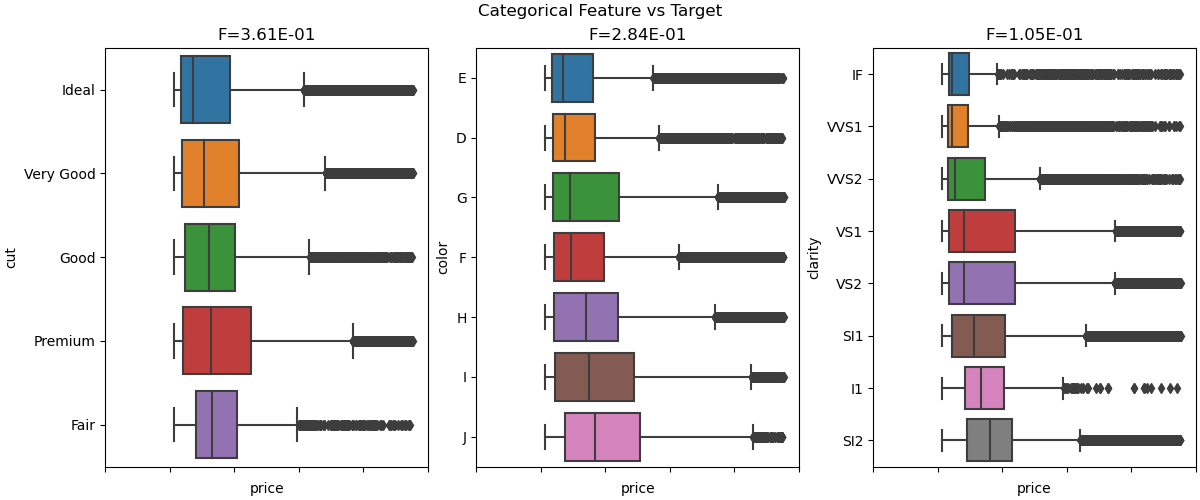 Categorical Feature vs Target
F=3.61E-01
cut
Ideal
Very Good
Good
Premium
Fair
price
F=2.84E-01
color
E
D
G
F
H
I
J
price
F=1.05E-01
clarity
IF
VVS1
VVS2
VS1
VS2
SI1
I1
SI2
price